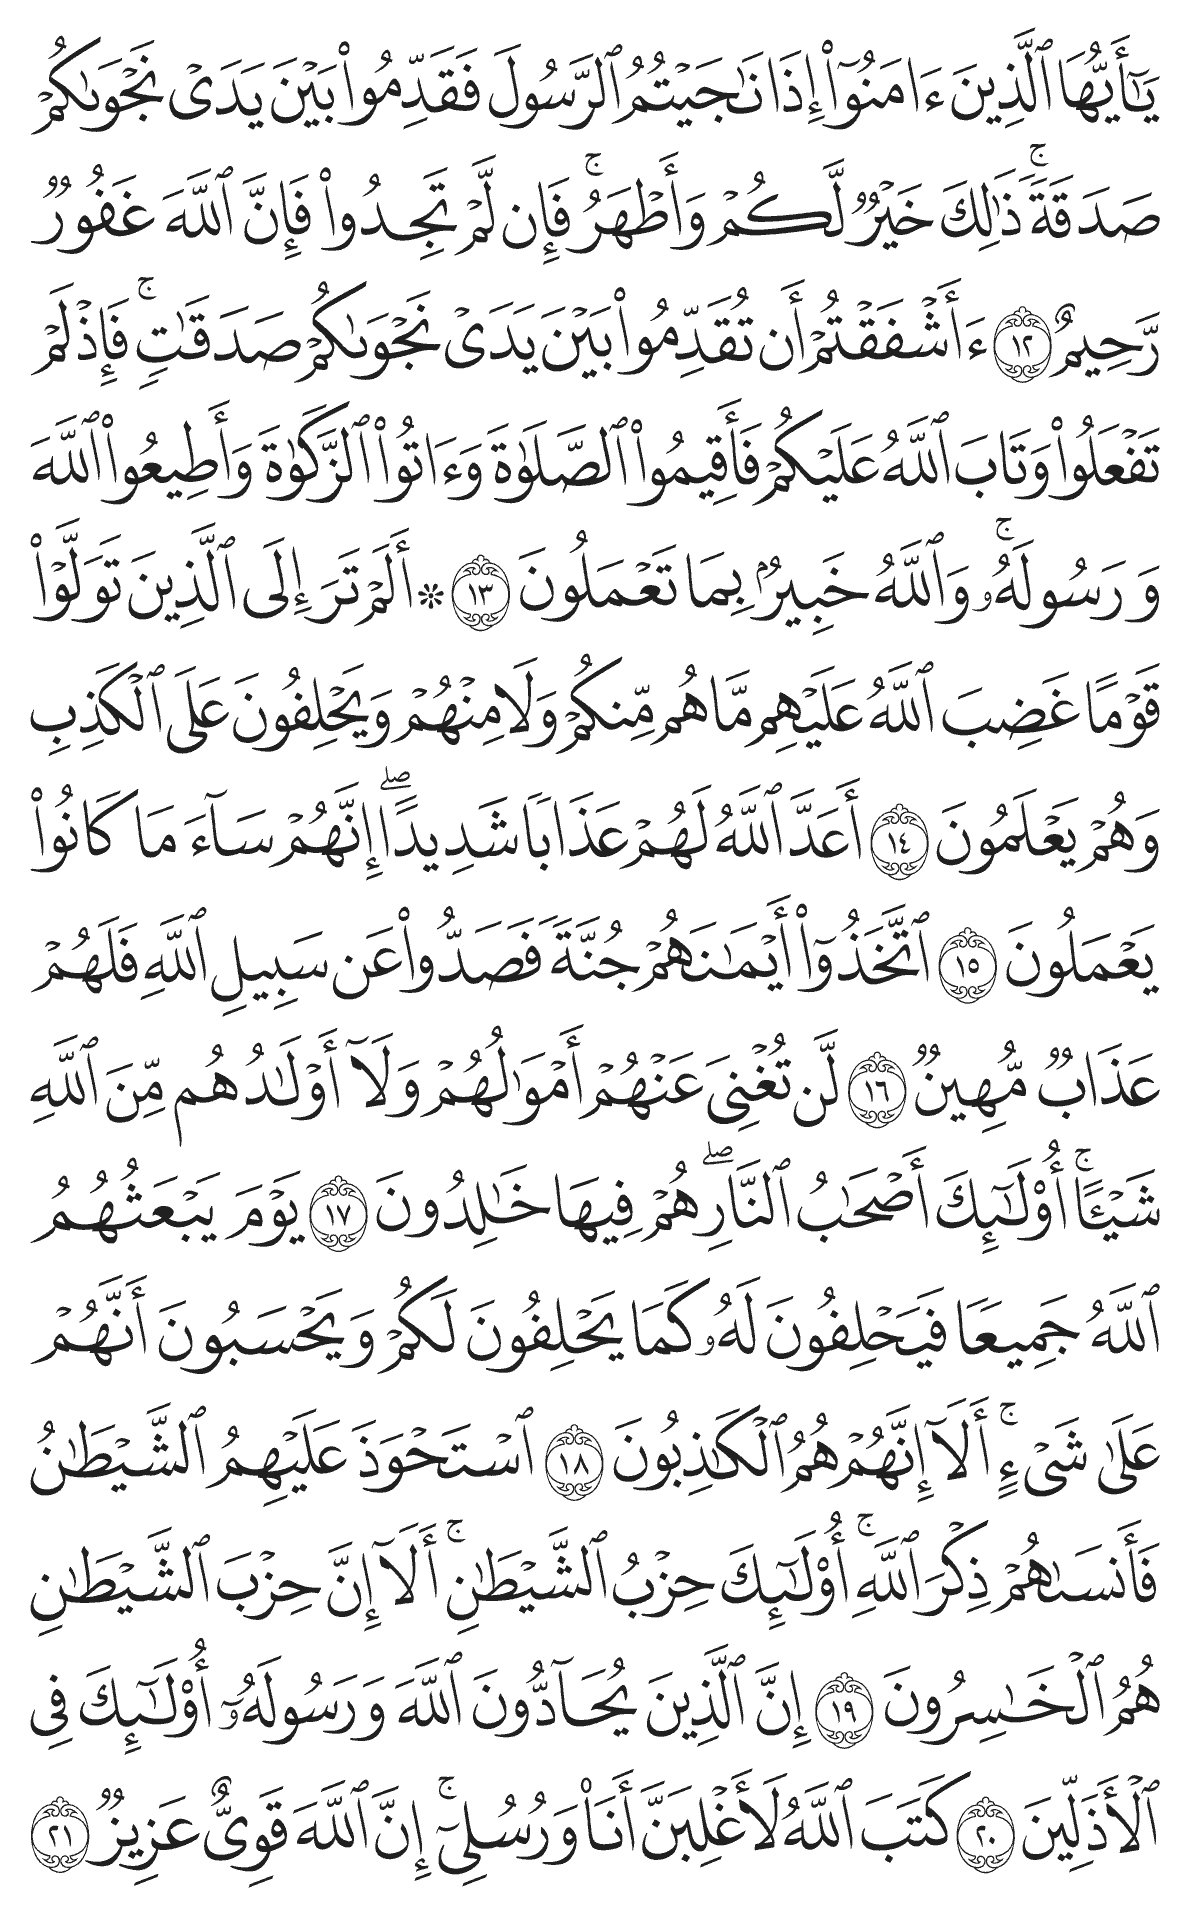 يَٰٓأَيُّهَا ٱلَّذِينَ ءَامَنُوٓا۟ إِذَا نَٰجَيْتُمُ ٱلرَّسُولَ فَقَدِّمُوا۟ بَيْنَ يَدَىْ نَجْوَىٰكُمْ
صَدَقَةً ۚ ذَٰلِكَ خَيْرٌ لَّكُمْ وَأَطْهَرُ ۚ فَإِن لَّمْ تَجِدُوا۟ فَإِنَّ ٱللَّهَ غَفُورٌ
رَّحِيمٌ ١٢ ءَأَشْفَقْتُمْ أَن تُقَدِّمُوا۟ بَيْنَ يَدَىْ نَجْوَىٰكُمْ صَدَقَٰتٍ ۚ فَإِذْ لَمْ
تَفْعَلُوا۟ وَتَابَ ٱللَّهُ عَلَيْكُمْ فَأَقِيمُوا۟ ٱلصَّلَوٰةَ وَءَاتُوا۟ ٱلزَّكَوٰةَ وَأَطِيعُوا۟ ٱللَّهَ
وَرَسُولَهُۥ ۚ وَٱللَّهُ خَبِيرٌۢ بِمَا تَعْمَلُونَ ١٣ ۞ أَلَمْ تَرَ إِلَى ٱلَّذِينَ تَوَلَّوْا۟
قَوْمًا غَضِبَ ٱللَّهُ عَلَيْهِم مَّا هُم مِّنكُمْ وَلَا مِنْهُمْ وَيَحْلِفُونَ عَلَى ٱلْكَذِبِ
وَهُمْ يَعْلَمُونَ ١٤ أَعَدَّ ٱللَّهُ لَهُمْ عَذَابًا شَدِيدًا ۖ إِنَّهُمْ سَآءَ مَا كَانُوا۟
يَعْمَلُونَ ١٥ ٱتَّخَذُوٓا۟ أَيْمَٰنَهُمْ جُنَّةً فَصَدُّوا۟ عَن سَبِيلِ ٱللَّهِ فَلَهُمْ
عَذَابٌ مُّهِينٌ ١٦ لَّن تُغْنِىَ عَنْهُمْ أَمْوَٰلُهُمْ وَلَآ أَوْلَٰدُهُم مِّنَ ٱللَّهِ
شَيْـًٔا ۚ أُو۟لَٰٓئِكَ أَصْحَٰبُ ٱلنَّارِ ۖ هُمْ فِيهَا خَٰلِدُونَ ١٧ يَوْمَ يَبْعَثُهُمُ
ٱللَّهُ جَمِيعًا فَيَحْلِفُونَ لَهُۥ كَمَا يَحْلِفُونَ لَكُمْ وَيَحْسَبُونَ أَنَّهُمْ
عَلَىٰ شَىْءٍ ۚ أَلَآ إِنَّهُمْ هُمُ ٱلْكَٰذِبُونَ ١٨ ٱسْتَحْوَذَ عَلَيْهِمُ ٱلشَّيْطَٰنُ
فَأَنسَىٰهُمْ ذِكْرَ ٱللَّهِ ۚ أُو۟لَٰٓئِكَ حِزْبُ ٱلشَّيْطَٰنِ ۚ أَلَآ إِنَّ حِزْبَ ٱلشَّيْطَٰنِ
هُمُ ٱلْخَٰسِرُونَ ١٩ إِنَّ ٱلَّذِينَ يُحَآدُّونَ ٱللَّهَ وَرَسُولَهُۥٓ أُو۟لَٰٓئِكَ فِى
ٱلْأَذَلِّينَ ٢٠ كَتَبَ ٱللَّهُ لَأَغْلِبَنَّ أَنَا۠ وَرُسُلِىٓ ۚ إِنَّ ٱللَّهَ قَوِىٌّ عَزِيزٌ ٢١